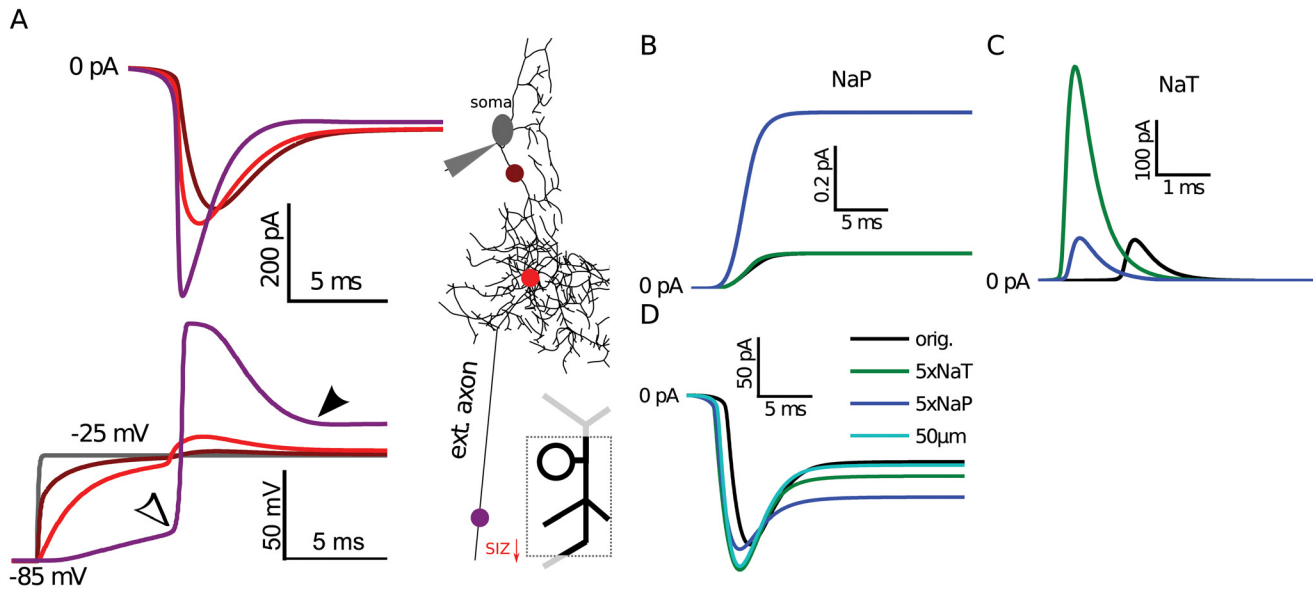 A
0 pA
200 pA
5 ms
-25 mV
-85 mV
50 mV
5 ms
soma
ext. axon
SIZ
B
NaP
0.2 pA
5 ms
0 pA
C
NaT
100 pA
1 ms
0 pA
D
0 pA
50 pA
5 ms
orig.
5xNaT
5xNaP
50μm